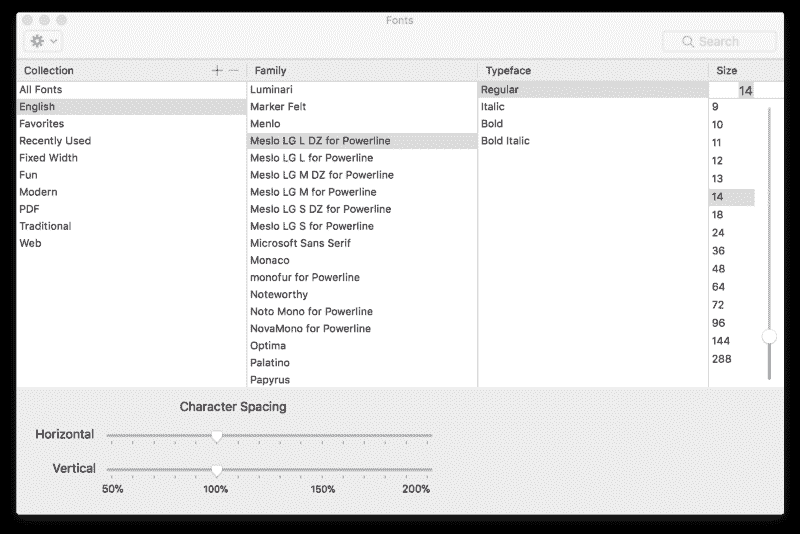 Fonts
Search
Collection
+ −
All Fonts
English
Favorites
Recently Used
Fixed Width
Fun
Modern
PDF
Traditional
Web
Family
Luminari
Marker Felt
Menlo
Meslo LG L DZ for Powerline
Meslo LG L for Powerline
Meslo LG M DZ for Powerline
Meslo LG M for Powerline
Meslo LG S DZ for Powerline
Meslo LG S for Powerline
Microsoft Sans Serif
Monaco
monofur for Powerline
Noteworthy
Noto Mono for Powerline
NovaMono for Powerline
Optima
Palatino
Papyrus
Typeface
Regular
Italic
Bold
Bold Italic
Size
14
9
10
11
12
13
14
18
24
36
48
64
72
96
144
288
Character Spacing
Horizontal
Vertical
50% 100% 150% 200%